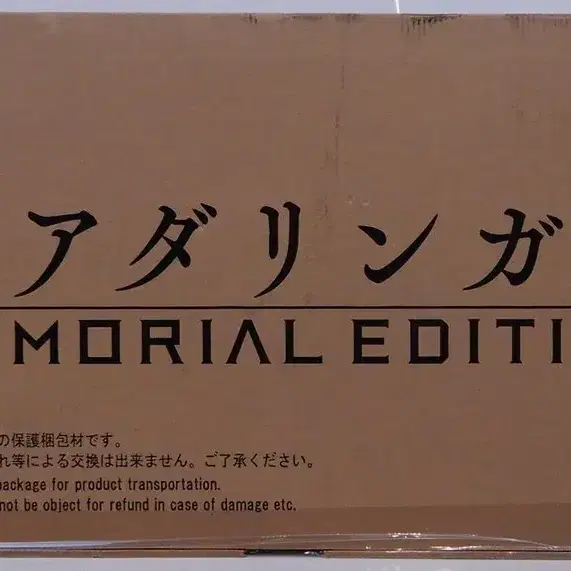 アダリンガ
MORIAL EDITI
の保護梱包材です。
れ等による交換は出来ません。ご了承ください。
package for product transportation.
not be object for refund in case of damage etc.